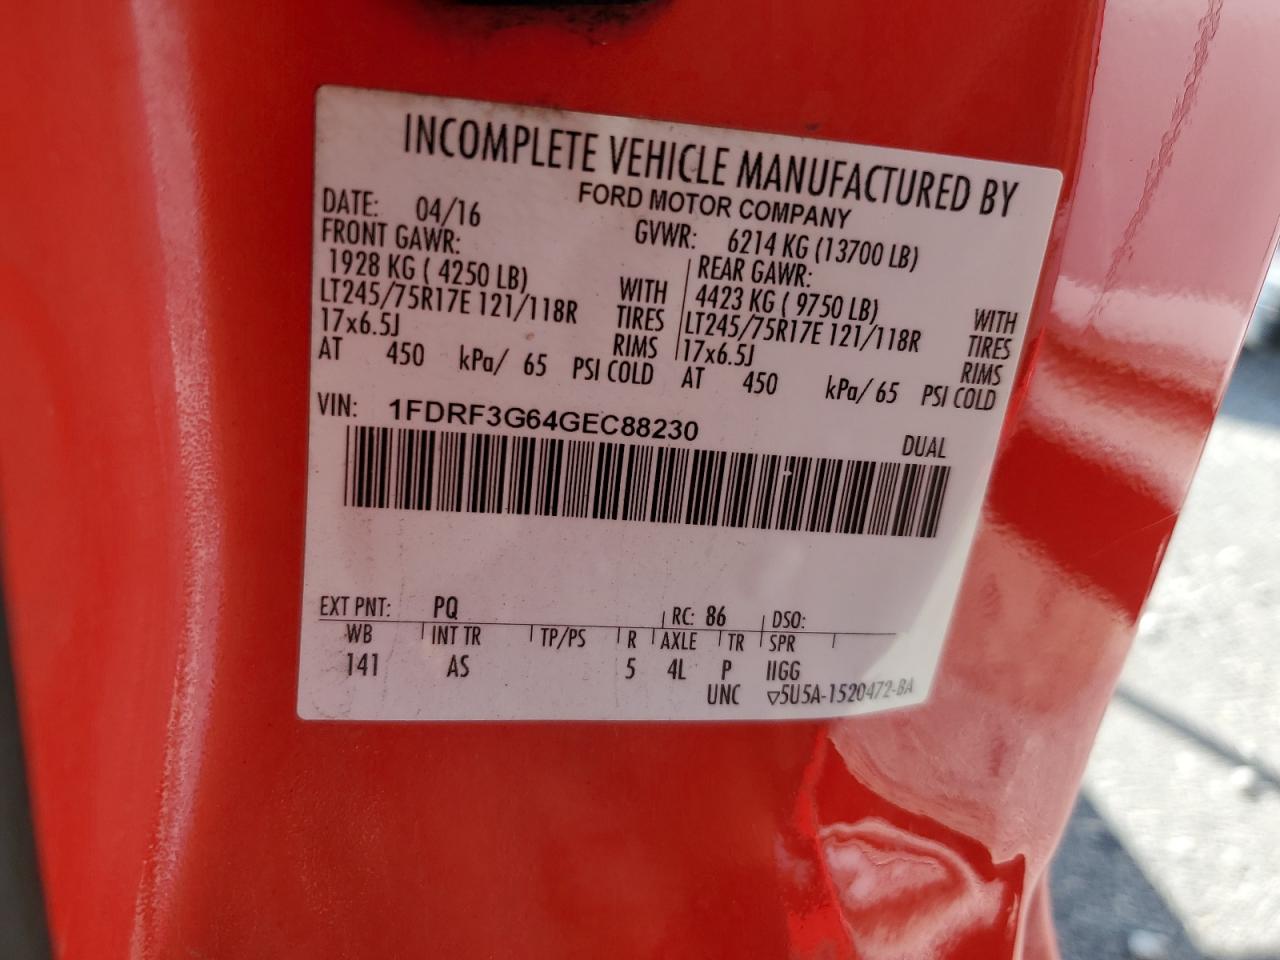 INCOMPLETE VEHICLE MANUFACTURED BY
FORD MOTOR COMPANY
DATE: 04/16
GVWR: 6214 KG (13700 LB)
FRONT GAWR:
1928 KG ( 4250 LB) WITH
LT245/75R17E 121/118R TIRES
17x6.5J RIMS
AT 450 kPa/ 65 PSI COLD
REAR GAWR:
4423 KG ( 9750 LB) WITH
LT245/75R17E 121/118R TIRES
17x6.5J RIMS
AT 450 kPa/ 65 PSI COLD
VIN: 1FDRF3G64GEC88230
DUAL
EXT PNT: PQ RC: 86 DSO:
WB INT TR TP/PS R AXLE TR SPR
141 AS 5 4L P IIGG
UNC ▽5U5A-1520472-BA